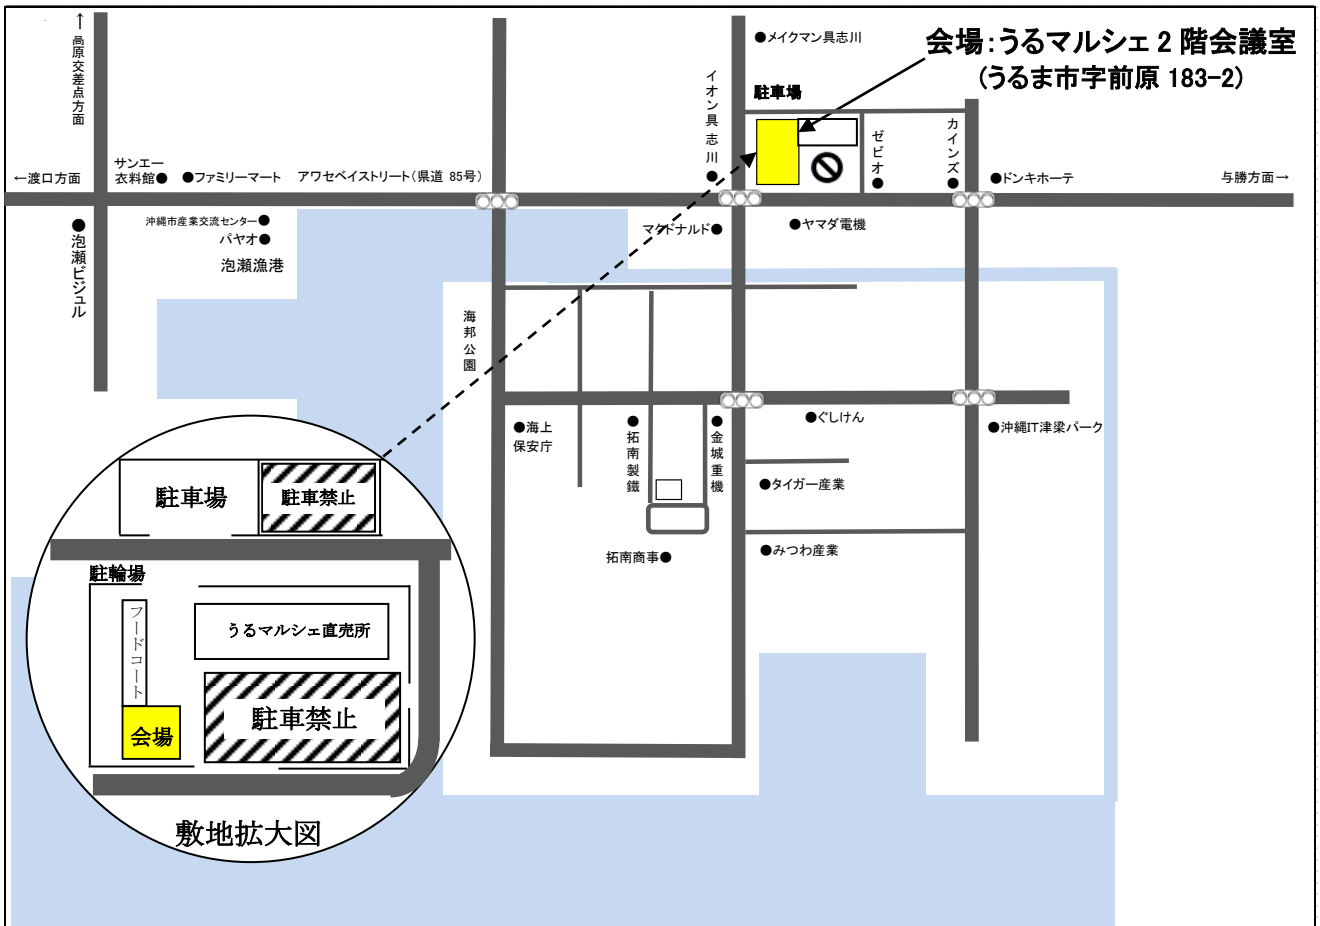 会場：うるマルシェ 2 階会議室
(うるま市字前原 183-2)
↑高原交差点方面
←渡口方面
サンエー
衣料館●
●ファミリーマート
アワセベイストリート（県道 85号）
イオン具志川●
●メイクマン具志川
駐車場
ゼビオ●
カインズ●
●ドンキホーテ
与勝方面→
●泡瀬ビジュル
沖縄市産業交流センター●
パヤオ●
泡瀬漁港
マクドナルド●
●ヤマダ電機
海邦公園
●海上
保安庁
●拓南製鐵
●金城重機
●ぐしけん
●沖縄IT津梁パーク
●タイガー産業
●みつわ産業
拓南商事●
駐車場
駐車禁止
駐輪場
フードコート
うるマルシェ直売所
会場
駐車禁止
敷地拡大図